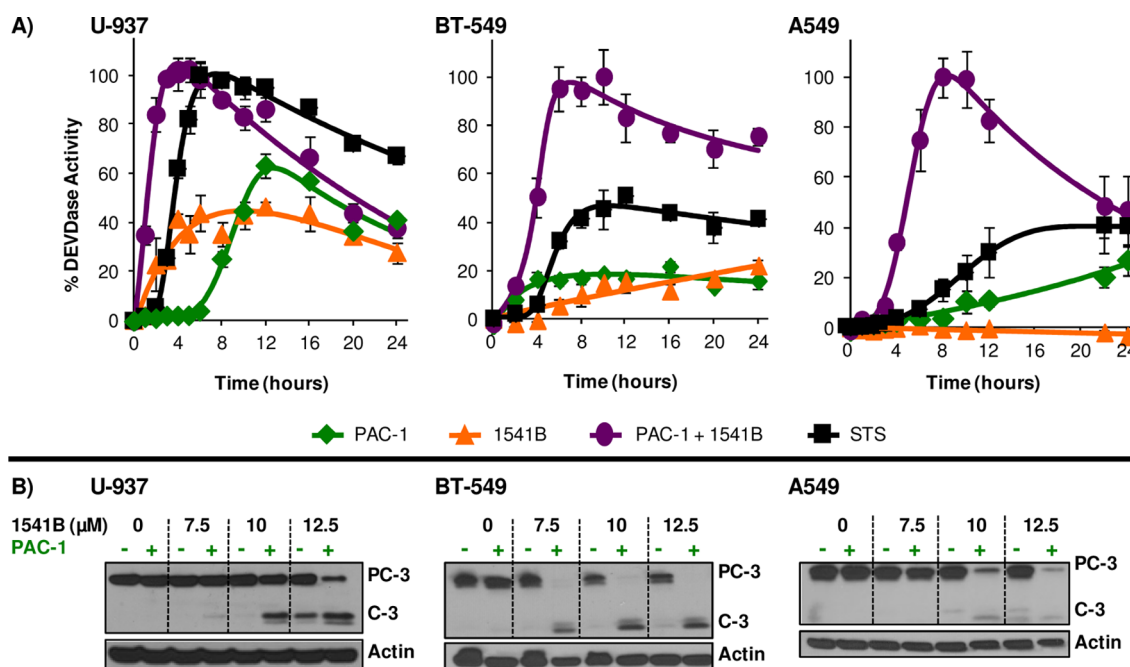 A)
U-937
BT-549
A549
% DEVDase Activity
100
80
60
40
20
0
0 4 8 12 16 20 24
Time (hours)
100
80
60
40
20
0
0 4 8 12 16 20 24
Time (hours)
100
80
60
40
20
0
0 4 8 12 20 24
Time (hours)
PAC-1 1541B PAC-1 + 1541B STS
B)
U-937
BT-549
A549
1541B (µM) 0 7.5 10 12.5 0 7.5 10 12.5 0 7.5 10 12.5
PAC-1 - + - + - + - + - + - + - + - + - + - + - + - +
PC-3 PC-3 PC-3
C-3 C-3 C-3
Actin Actin Actin